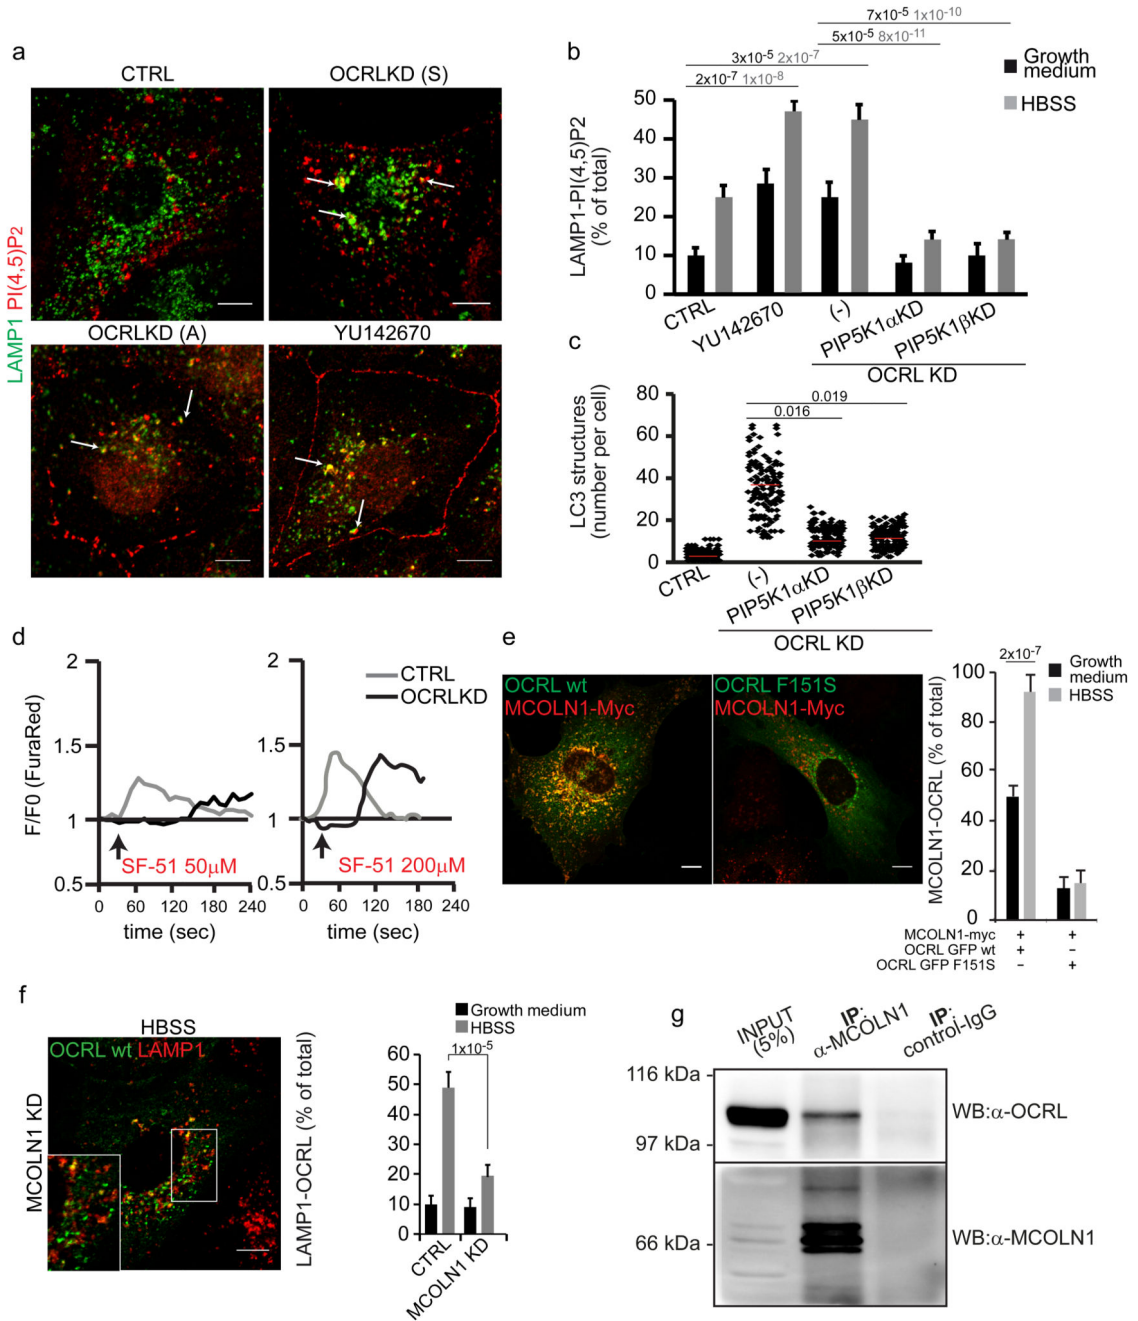 a
CTRL
OCRLKD (S)
OCRLKD (A)
YU142670
LAMP1 PI(4,5)P2
b
7x10-5 1x10-10
5x10-5 8x10-11
3x10-5 2x10-7
2x10-7 1x10-8
Growth
medium
HBSS
LAMP1-PI(4,5)P2
(% of total)
50
40
30
20
10
0
CTRL
YU142670
(-)
PIP5K1αKD
PIP5K1βKD
OCRL KD
c
LC3 structures
(number per cell)
80
60
40
20
0
0.019
0.016
CTRL
(-)
PIP5K1αKD
PIP5K1βKD
OCRL KD
d
F/F0 (FuraRed)
2
1.5
1
0.5
SF-51 50µM
0 60 120 180 240
time (sec)
2
1.5
1
0.5
CTRL
OCRLKD
SF-51 200µM
0 60 120 180 240
time (sec)
e
OCRL wt
MCOLN1-Myc
OCRL F151S
MCOLN1-Myc
MCOLN1-OCRL (% of total)
100
80
60
40
20
0
2x10-7
Growth
medium
HBSS
MCOLN1-myc + +
OCRL GFP wt + -
OCRL GFP F151S - +
f
HBSS
OCRL wt LAMP1
MCOLN1 KD
LAMP1-OCRL (% of total)
Growth medium
HBSS
1x10-5
60
50
40
30
20
10
0
CTRL
MCOLN1 KD
g
INPUT
(5%)
IP:
α-MCOLN1
IP:
control-IgG
116 kDa
97 kDa
66 kDa
WB:α-OCRL
WB:α-MCOLN1